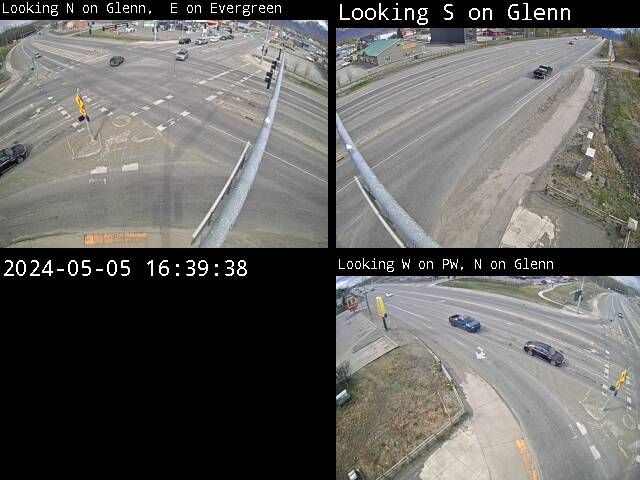 Looking N on Glenn, E on Evergreen
Looking S on Glenn
2024-05-05 16:39:38
Looking W on PW, N on Glenn